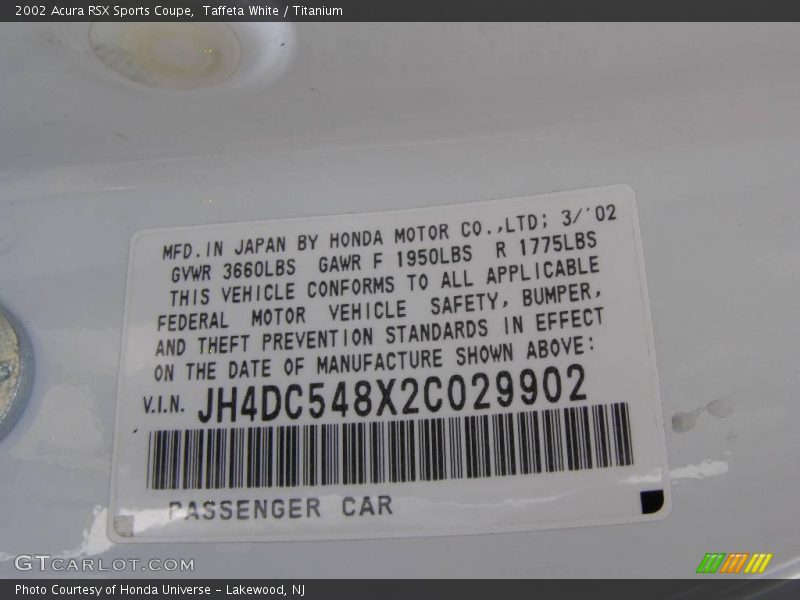 2002 Acura RSX Sports Coupe,  Taffeta White / Titanium
MFD.IN JAPAN BY HONDA MOTOR CO.,LTD; 3/'02
GVWR 3660LBS GAWR F 1950LBS R 1775LBS
THIS VEHICLE CONFORMS TO ALL APPLICABLE
FEDERAL MOTOR VEHICLE SAFETY, BUMPER,
AND THEFT PREVENTION STANDARDS IN EFFECT
ON THE DATE OF MANUFACTURE SHOWN ABOVE:
V.I.N. JH4DC548X2C029902
PASSENGER CAR
GTCARLOT.COM
Photo Courtesy of Honda Universe - Lakewood, NJ